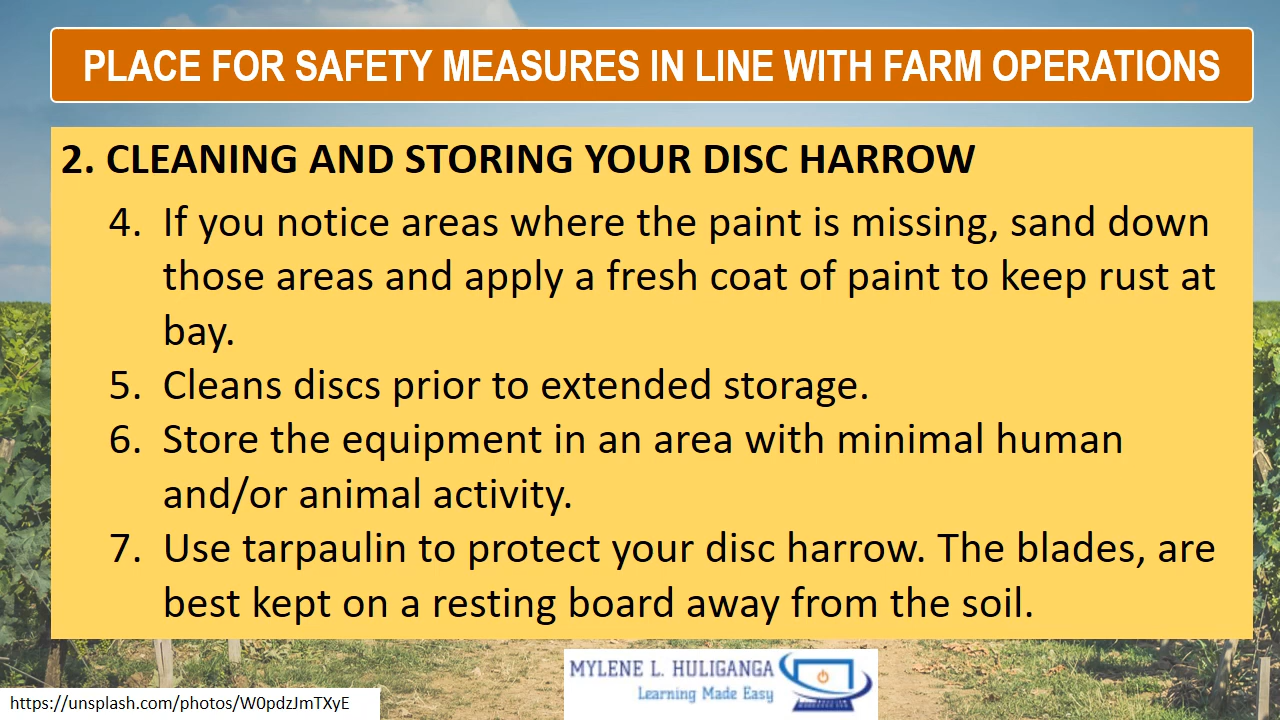 PLACE FOR SAFETY MEASURES IN LINE WITH FARM OPERATIONS
2. CLEANING AND STORING YOUR DISC HARROW
4. If you notice areas where the paint is missing, sand down
those areas and apply a fresh coat of paint to keep rust at
bay.
5. Cleans discs prior to extended storage.
6. Store the equipment in an area with minimal human
and/or animal activity.
7. Use tarpaulin to protect your disc harrow. The blades, are
best kept on a resting board away from the soil.
MYLENE L. HULIGANGA
Learning Made Easy
https://unsplash.com/photos/W0pdzJmTXyE